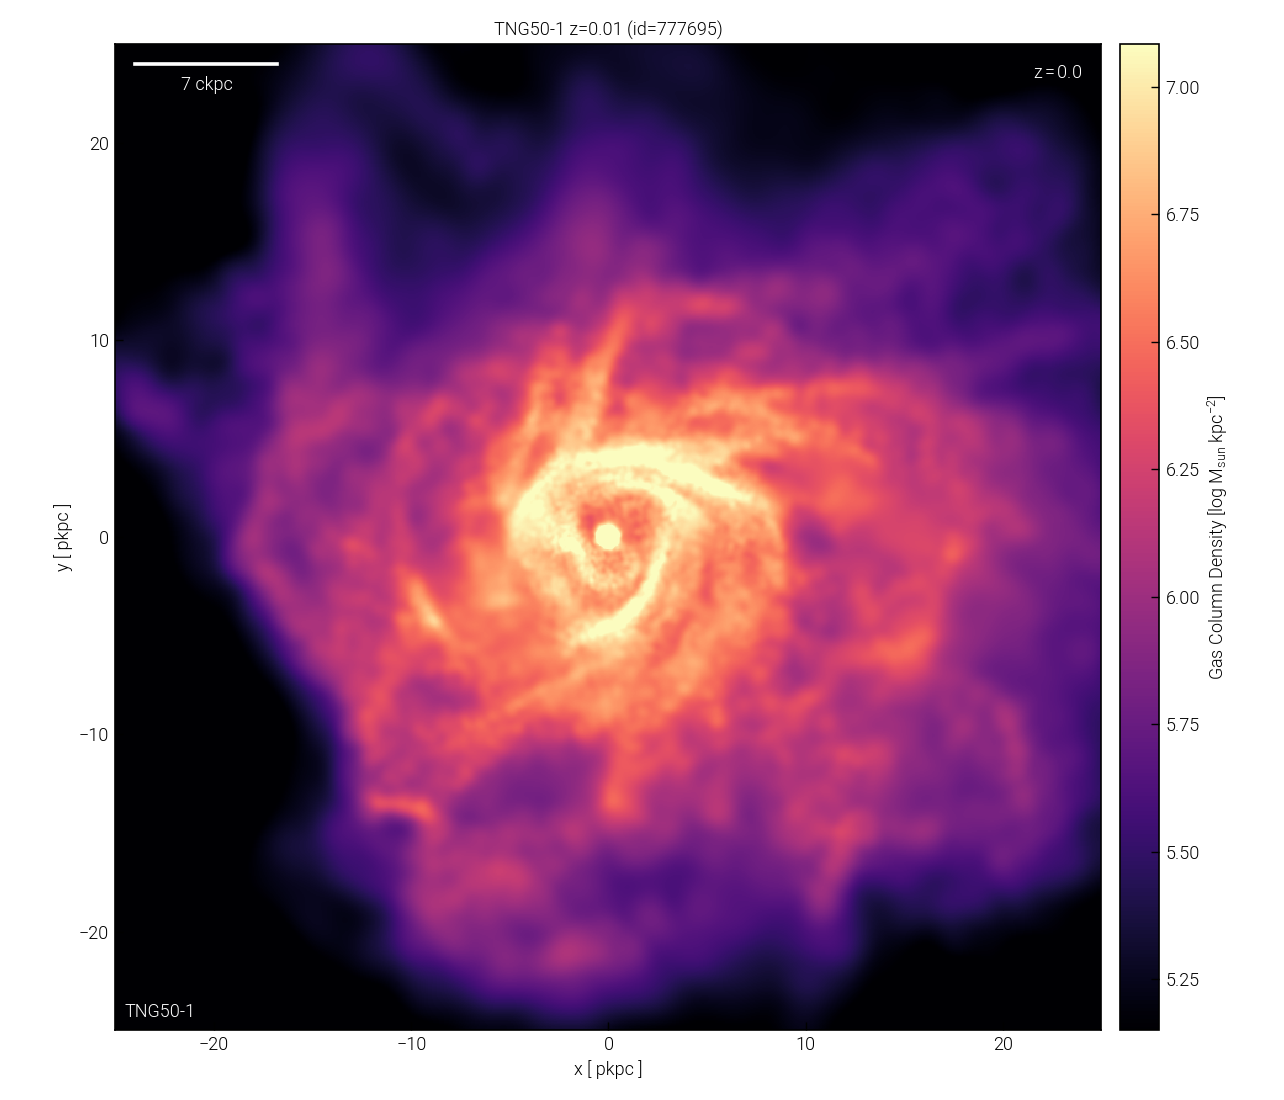 TNG50-1 z=0.01 (id=777695)
7 ckpc
z=0.0
7.00
6.75
6.50
6.25
6.00
5.75
5.50
5.25
Gas Column Density [log M_sun kpc^−2]
20
10
0
−10
−20
y [ pkpc ]
TNG50-1
−20 −10 0 10 20
x [ pkpc ]